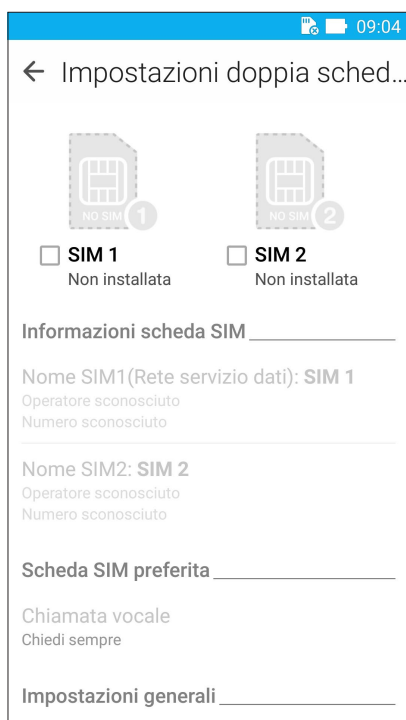 09:04
Impostazioni doppia sched...
NO SIM 1
NO SIM 2
SIM 1
Non installata
SIM 2
Non installata
Informazioni scheda SIM
Nome SIM1(Rete servizio dati): SIM 1
Operatore sconosciuto
Numero sconosciuto
Nome SIM2: SIM 2
Operatore sconosciuto
Numero sconosciuto
Scheda SIM preferita
Chiamata vocale
Chiedi sempre
Impostazioni generali